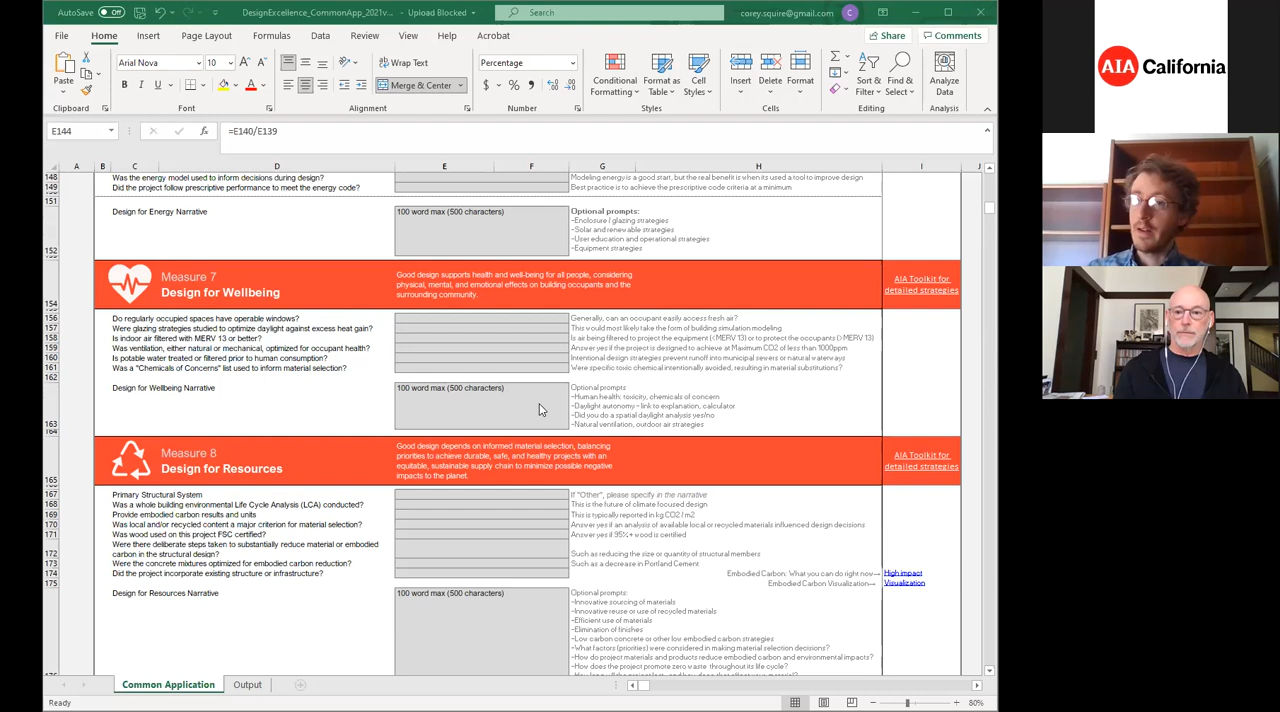 AutoSave Off DesignExcellence_CommonApp_2021v... - Upload Blocked Search corey.squire@gmail.com C
File Home Insert Page Layout Formulas Data Review View Help Acrobat Share Comments
Paste Arial Nova 10 A A Wrap Text Percentage Conditional Formatting Format as Table Cell Styles Insert Delete Format Sort & Filter Find & Select Analyze Data
B I U A Merge & Center $ % ,
Clipboard Font Alignment Number Styles Cells Editing Analysis
E144 fx =E140/E139
A B C D E F G H I J
148 Was the energy model used to inform decisions during design? Modeling energy is a good start, but the real benefit is when its used a tool to improve design
149 Did the project follow prescriptive performance to meet the energy code? Best practice is to achieve the prescriptive code criteria at a minimum
151
Design for Energy Narrative 100 word max (500 characters) Optional prompts:
-Enclosure / glazing strategies
-Solar and renewable strategies
-User education and operational strategies
152 -Equipment strategies
Measure 7
Design for Wellbeing
Good design supports health and well-being for all people, considering
physical, mental, and emotional effects on building occupants and the
surrounding community.
AIA Toolkit for
detailed strategies
154
156 Do regularly occupied spaces have operable windows? Generally, can an occupant easily access fresh air?
157 Were glazing strategies studied to optimize daylight against excess heat gain? This would most likely take the form of building simulation modeling
158 Is indoor air filtered with MERV 13 or better? Is air being filtered to project the equipment (<MERV 13) or to protect the occupants (>MERV 13)
159 Was ventilation, either natural or mechanical, optimized for occupant health? Answer yes if the project is designed to achieve at Maximum CO2 of less than 1000ppm
160 Is potable water treated or filtered prior to human consumption? Intentional design strategies prevent runoff into municipal sewers or natural waterways
161 Was a "Chemicals of Concerns" list used to inform material selection? Were specific toxic chemical intentionally avoided, resulting in material substitutions?
162
Design for Wellbeing Narrative 100 word max (500 characters) Optional prompts
-Human health: toxicity, chemicals of concern
-Daylight autonomy - link to explanation, calculator
-Did you do a spatial daylight analysis yes/no
163 -Natural ventilation, outdoor air strategies
164
Measure 8
Design for Resources
Good design depends on informed material selection, balancing
priorities to achieve durable, safe, and healthy projects with an
equitable, sustainable supply chain to minimize possible negative
impacts to the planet.
AIA Toolkit for
detailed strategies
165
167 Primary Structural System If "Other", please specify in the narrative
168 Was a whole building environmental Life Cycle Analysis (LCA) conducted? This is the future of climate focused design
169 Provide embodied carbon results and units This is typically reported in kg CO2 / m2
170 Was local and/or recycled content a major criterion for material selection? Answer yes if an analysis of available local or recycled materials influenced design decisions
171 Was wood used on this project FSC certified? Answer yes if 95%+ wood is certified
Were there deliberate steps taken to substantially reduce material or embodied
172 carbon in the structural design? Such as reducing the size or quantity of structural members
173 Were the concrete mixtures optimized for embodied carbon reduction? Such as a decrease in Portland Cement
174 Did the project incorporate existing structure or infrastructure? Embodied Carbon: What you can do right now→ High impact
175 Embodied Carbon Visualization→ Visualization
Design for Resources Narrative 100 word max (500 characters) Optional prompts:
-Innovative sourcing of materials
-Innovative reuse or use of recycled materials
-Efficient use of materials
-Elimination of finishes
-Low carbon concrete or other low embodied carbon strategies
-What factors (priorities) were considered in making material selection decisions?
-How do project materials and products reduce embodied carbon and environmental impacts?
-How does the project promote zero waste throughout its life cycle?
Common Application Output
Ready 80%
AIA California